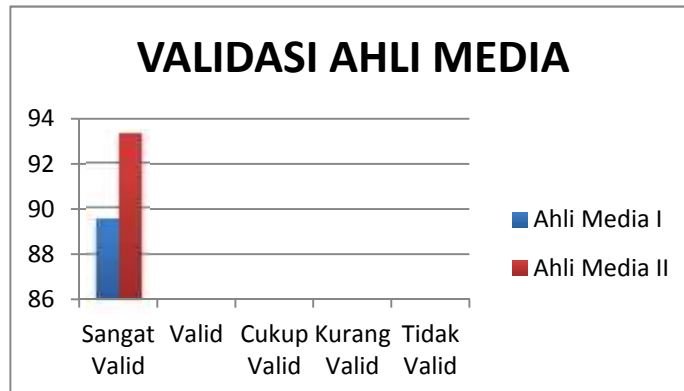 VALIDASI AHLI MEDIA
94
92
90
88
86
Sangat Valid Cukup Kurang Tidak
Valid Valid Valid Valid
Ahli Media I
Ahli Media II